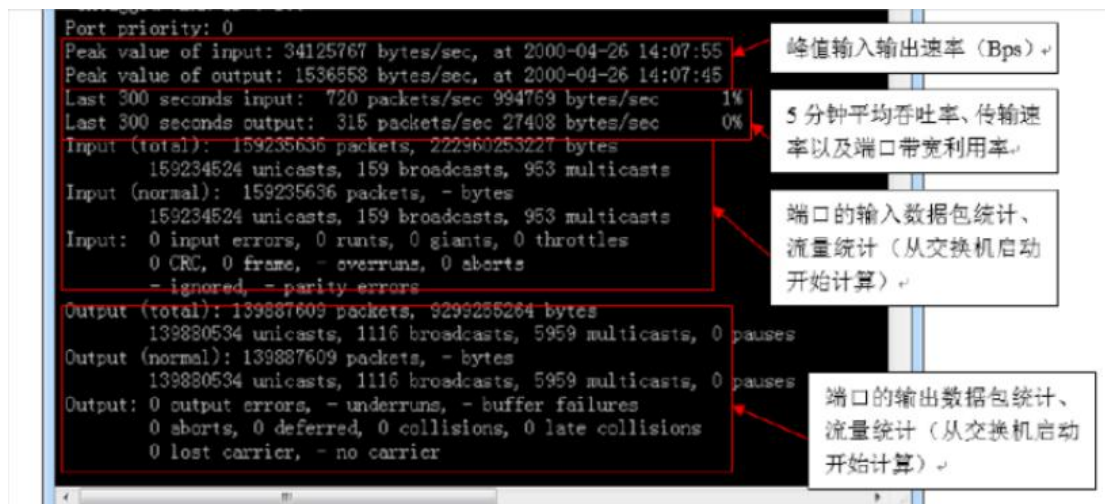 Port priority: 0
Peak value of input: 34125767 bytes/sec, at 2000-04-26 14:07:55
Peak value of output: 1536558 bytes/sec, at 2000-04-26 14:07:45
Last 300 seconds input:  720 packets/sec 994769 bytes/sec     1%
Last 300 seconds output:  315 packets/sec 27408 bytes/sec     0%
Input (total):  159235636 packets, 222960253227 bytes
159234524 unicasts, 159 broadcasts, 953 multicasts
Input (normal):  159235636 packets, - bytes
159234524 unicasts, 159 broadcasts, 953 multicasts
Input:  0 input errors, 0 runts, 0 giants, 0 throttles
0 CRC, 0 frame, - overruns, 0 aborts
- ignored, - parity errors
Output (total): 139887609 packets, 9299255264 bytes
139880534 unicasts, 1116 broadcasts, 5959 multicasts, 0 pauses
Output (normal): 139887609 packets, - bytes
139880534 unicasts, 1116 broadcasts, 5959 multicasts, 0 pauses
Output: 0 output errors, - underruns, - buffer failures
0 aborts, 0 deferred, 0 collisions, 0 late collisions
0 lost carrier, - no carrier
峰值输入输出速率（Bps）
5 分钟平均吞吐率、传输速
率以及端口带宽利用率
端口的输入数据包统计、
流量统计（从交换机启动
开始计算）
端口的输出数据包统计、
流量统计（从交换机启动
开始计算）